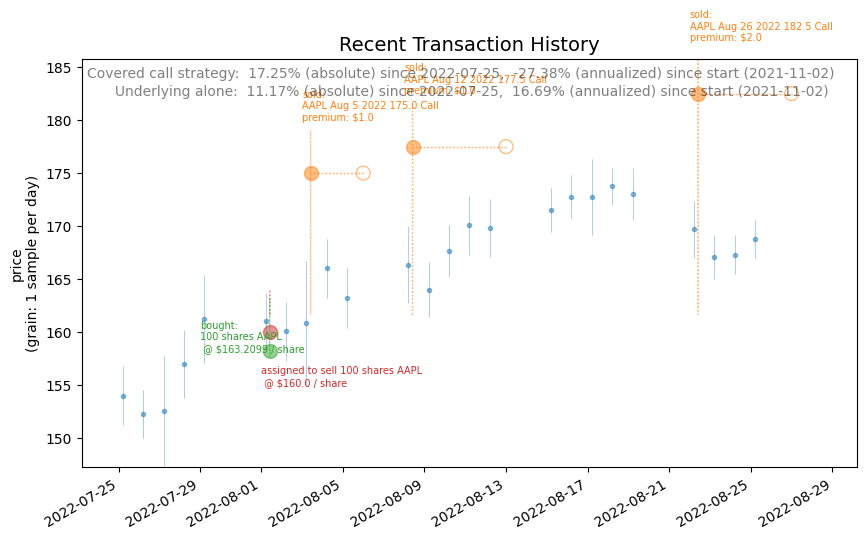 sold:
AAPL Aug 26 2022 182.5 Call
premium: $2.0
Recent Transaction History
Covered call strategy:  17.25% (absolute) since 2022-07-25,  -27.38% (annualized) since start (2021-11-02)
Underlying alone:  11.17% (absolute) since 2022-07-25,  16.69% (annualized) since start (2021-11-02)
sold:
AAPL Aug 12 2022 177.5 Call
premium: $1.0
sold:
AAPL Aug 5 2022 175.0 Call
premium: $1.0
185
180
175
170
165
160
155
150
price
(grain: 1 sample per day)
bought:
100 shares AAPL
@ $163.2099 / share
assigned to sell 100 shares AAPL
@ $160.0 / share
2022-07-25
2022-07-29
2022-08-01
2022-08-05
2022-08-09
2022-08-13
2022-08-17
2022-08-21
2022-08-25
2022-08-29